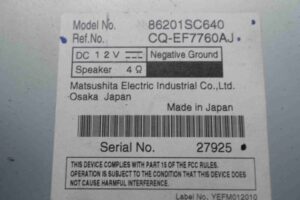 Model No. 86201SC640
Ref.No. CQ-EF7760AJ
DC 12V ⎓ Negative Ground
Speaker 4Ω
Matsushita Electric Industrial Co.,Ltd.
Osaka Japan
Made in Japan
Serial No. 27925
THIS DEVICE COMPLIES WITH PART 15 OF THE FCC RULES.
OPERATION IS SUBJECT TO THE CONDITION THAT THIS DEVICE DOES
NOT CAUSE HARMFUL INTERFERENCE.
Label No. YEFM012010